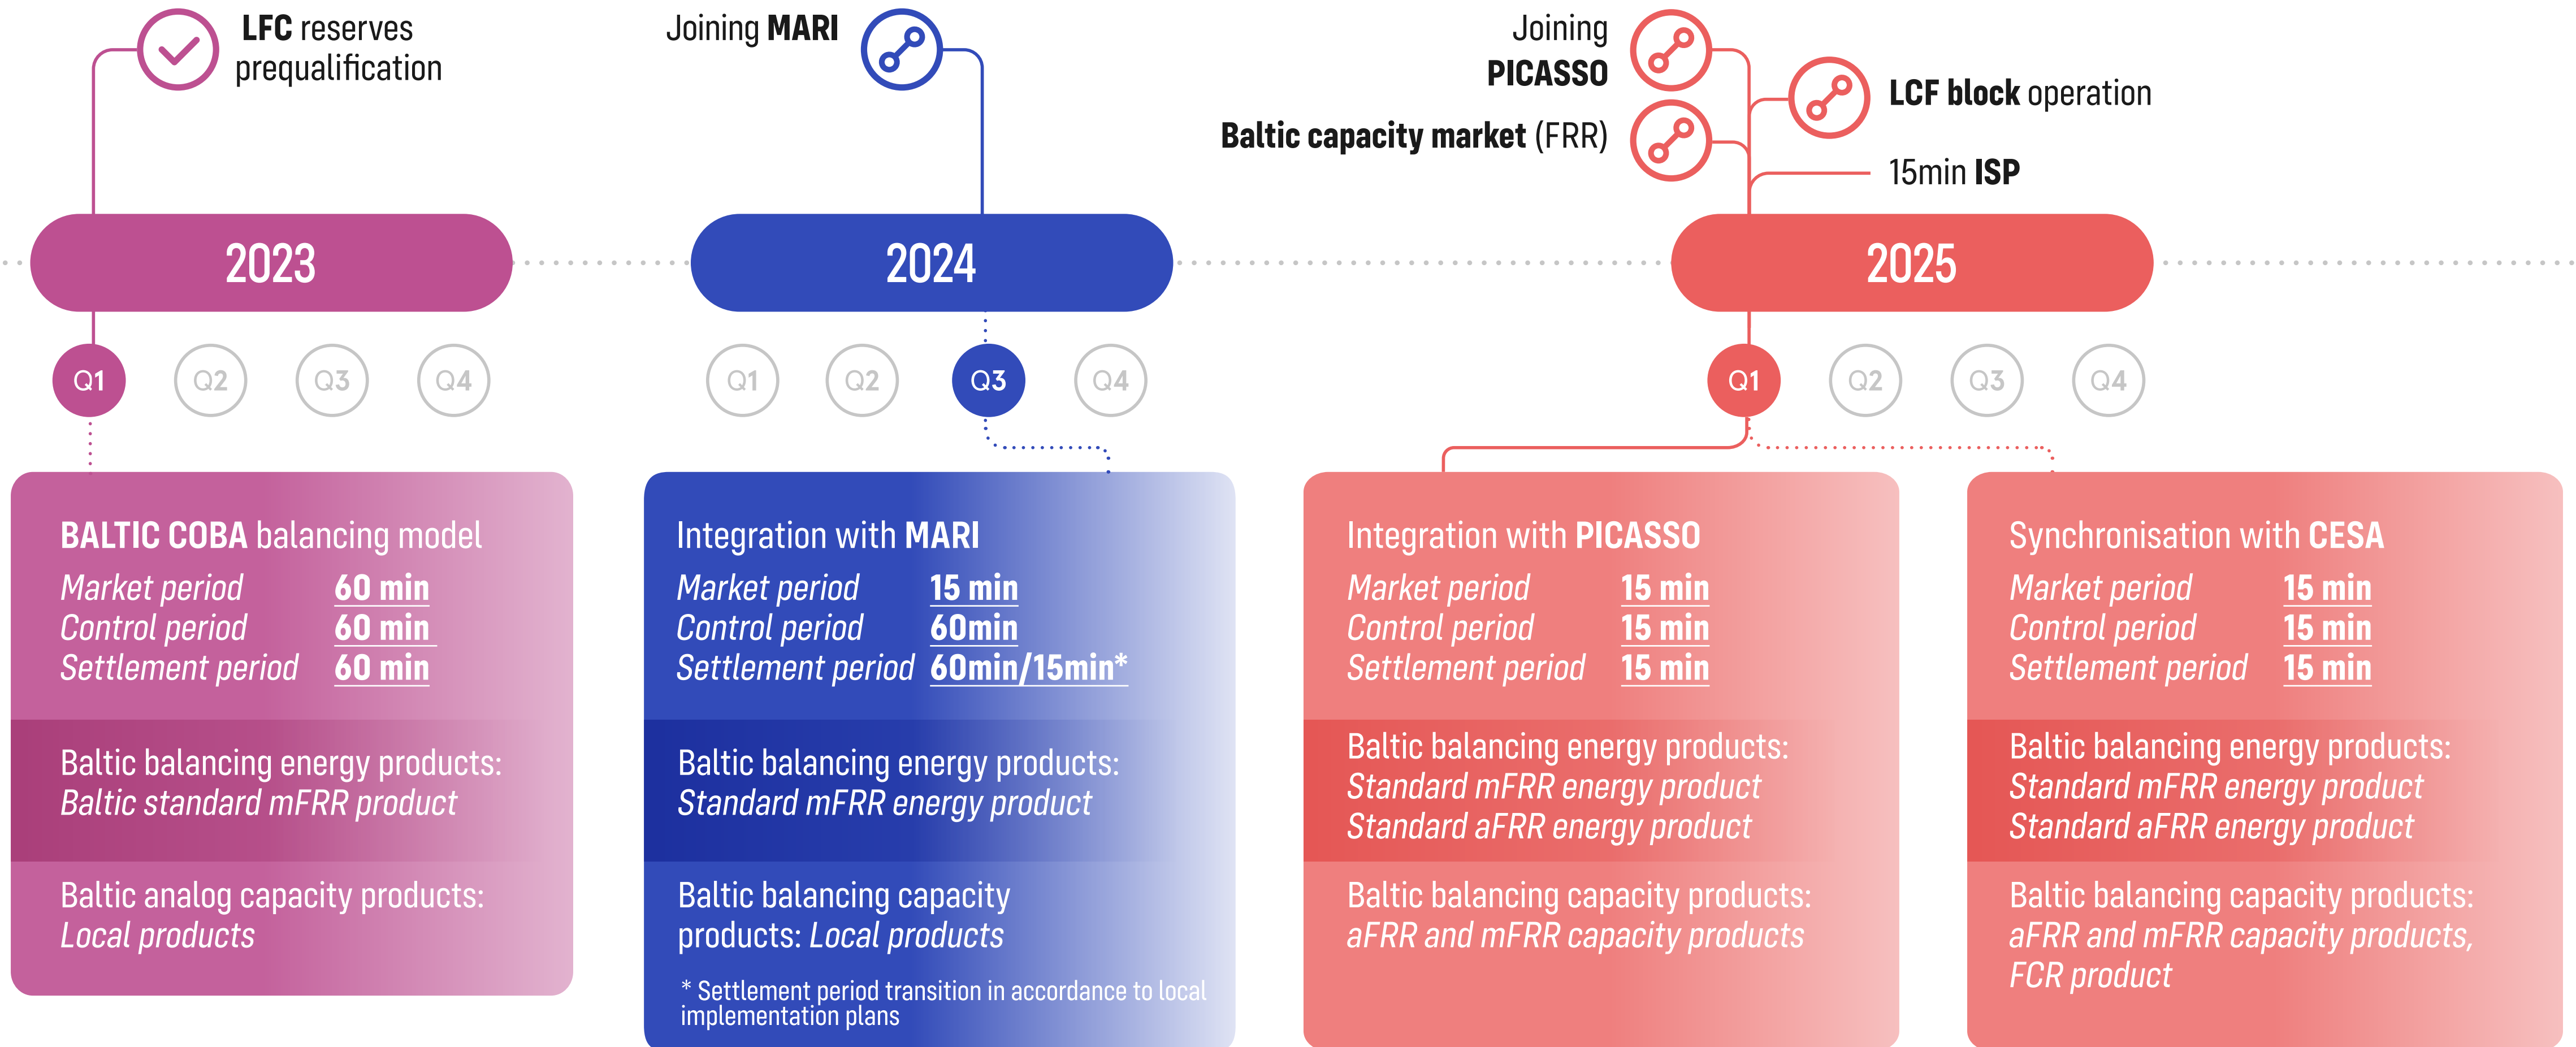 LFC reserves
prequalification
Joining MARI
Joining
PICASSO
Baltic capacity market (FRR)
LCF block operation
15min ISP
2023
2024
2025
Q1
Q2
Q3
Q4
Q1
Q2
Q3
Q4
Q1
Q2
Q3
Q4
BALTIC COBA balancing model
Market period 60 min
Control period 60 min
Settlement period 60 min
Baltic balancing energy products:
Baltic standard mFRR product
Baltic analog capacity products:
Local products
Integration with MARI
Market period 15 min
Control period 60min
Settlement period 60min/15min*
Baltic balancing energy products:
Standard mFRR energy product
Baltic balancing capacity
products: Local products
* Settlement period transition in accordance to local
implementation plans
Integration with PICASSO
Market period 15 min
Control period 15 min
Settlement period 15 min
Baltic balancing energy products:
Standard mFRR energy product
Standard aFRR energy product
Baltic balancing capacity products:
aFRR and mFRR capacity products
Synchronisation with CESA
Market period 15 min
Control period 15 min
Settlement period 15 min
Baltic balancing energy products:
Standard mFRR energy product
Standard aFRR energy product
Baltic balancing capacity products:
aFRR and mFRR capacity products,
FCR product